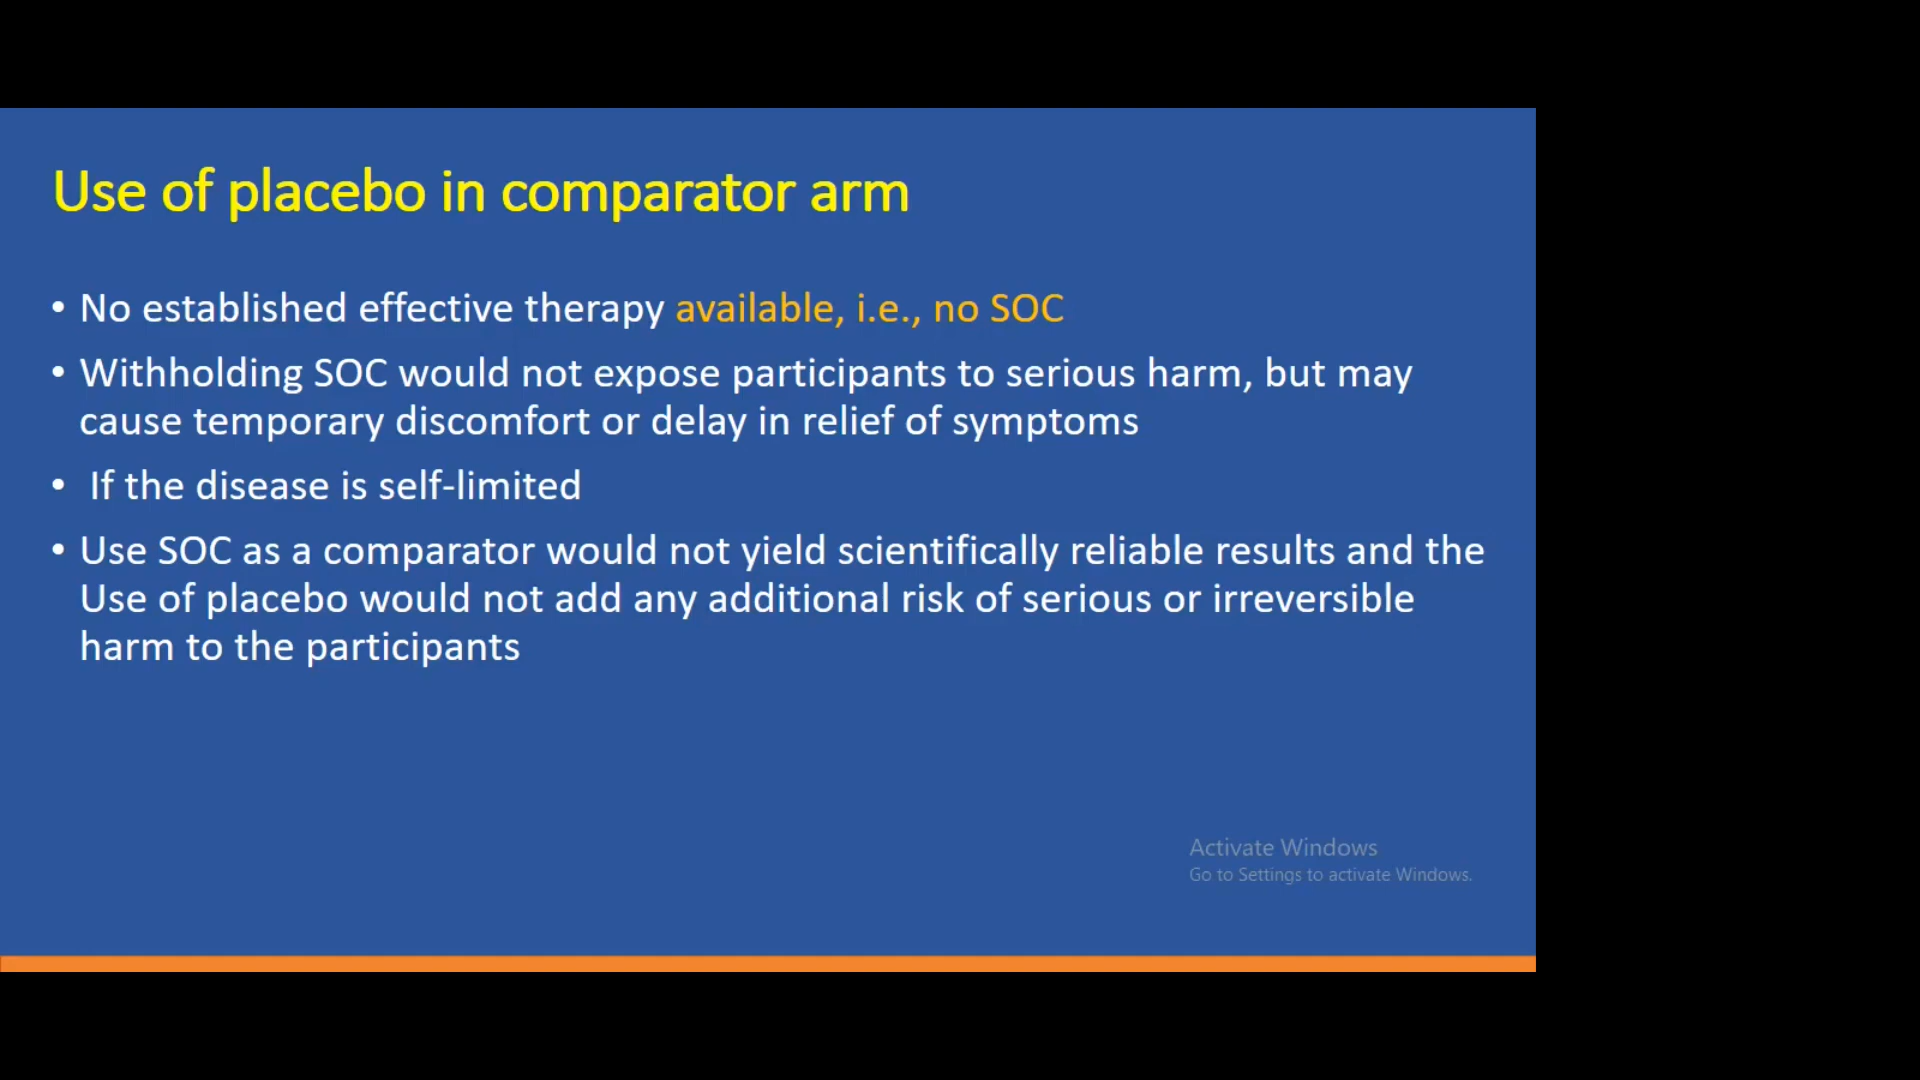 Use of placebo in comparator arm
• No established effective therapy available, i.e., no SOC
• Withholding SOC would not expose participants to serious harm, but may
cause temporary discomfort or delay in relief of symptoms
• If the disease is self-limited
• Use SOC as a comparator would not yield scientifically reliable results and the
Use of placebo would not add any additional risk of serious or irreversible
harm to the participants
Activate Windows
Go to Settings to activate Windows.